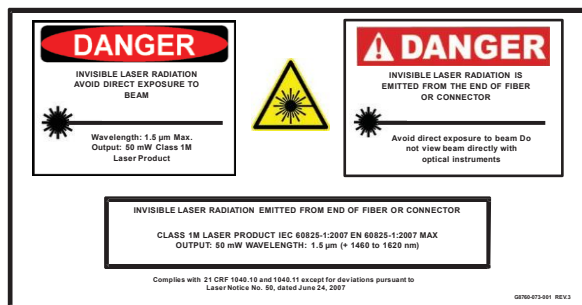 DANGER
INVISIBLE LASER RADIATION
AVOID DIRECT EXPOSURE TO
BEAM
Wavelength: 1.5 µm Max.
Output: 50 mW Class 1M
Laser Product
DANGER
INVISIBLE LASER RADIATION IS
EMITTED FROM THE END OF FIBER
OR CONNECTOR
Avoid direct exposure to beam Do
not view beam directly with
optical instruments
INVISIBLE LASER RADIATION EMITTED FROM END OF FIBER OR CONNECTOR
CLASS 1M LASER PRODUCT IEC 60825-1:2007 EN 60825-1:2007 MAX
OUTPUT: 50 mW WAVELENGTH: 1.5 µm (+ 1460 to 1620 nm)
Complies with 21 CRF 1040.10 and 1040.11 except for deviations pursuant to
Laser Notice No. 50, dated June 24, 2007
G8760-073-001 REV.3